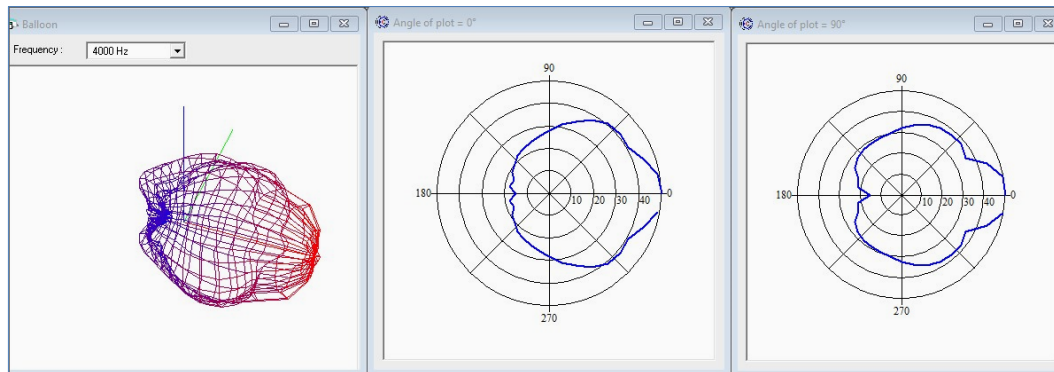 Balloon
Frequency :
4000 Hz
Angle of plot = 0°
90
180
10 20 30 40 0
270
Angle of plot = 90°
90
180
10 20 30 40 0
270